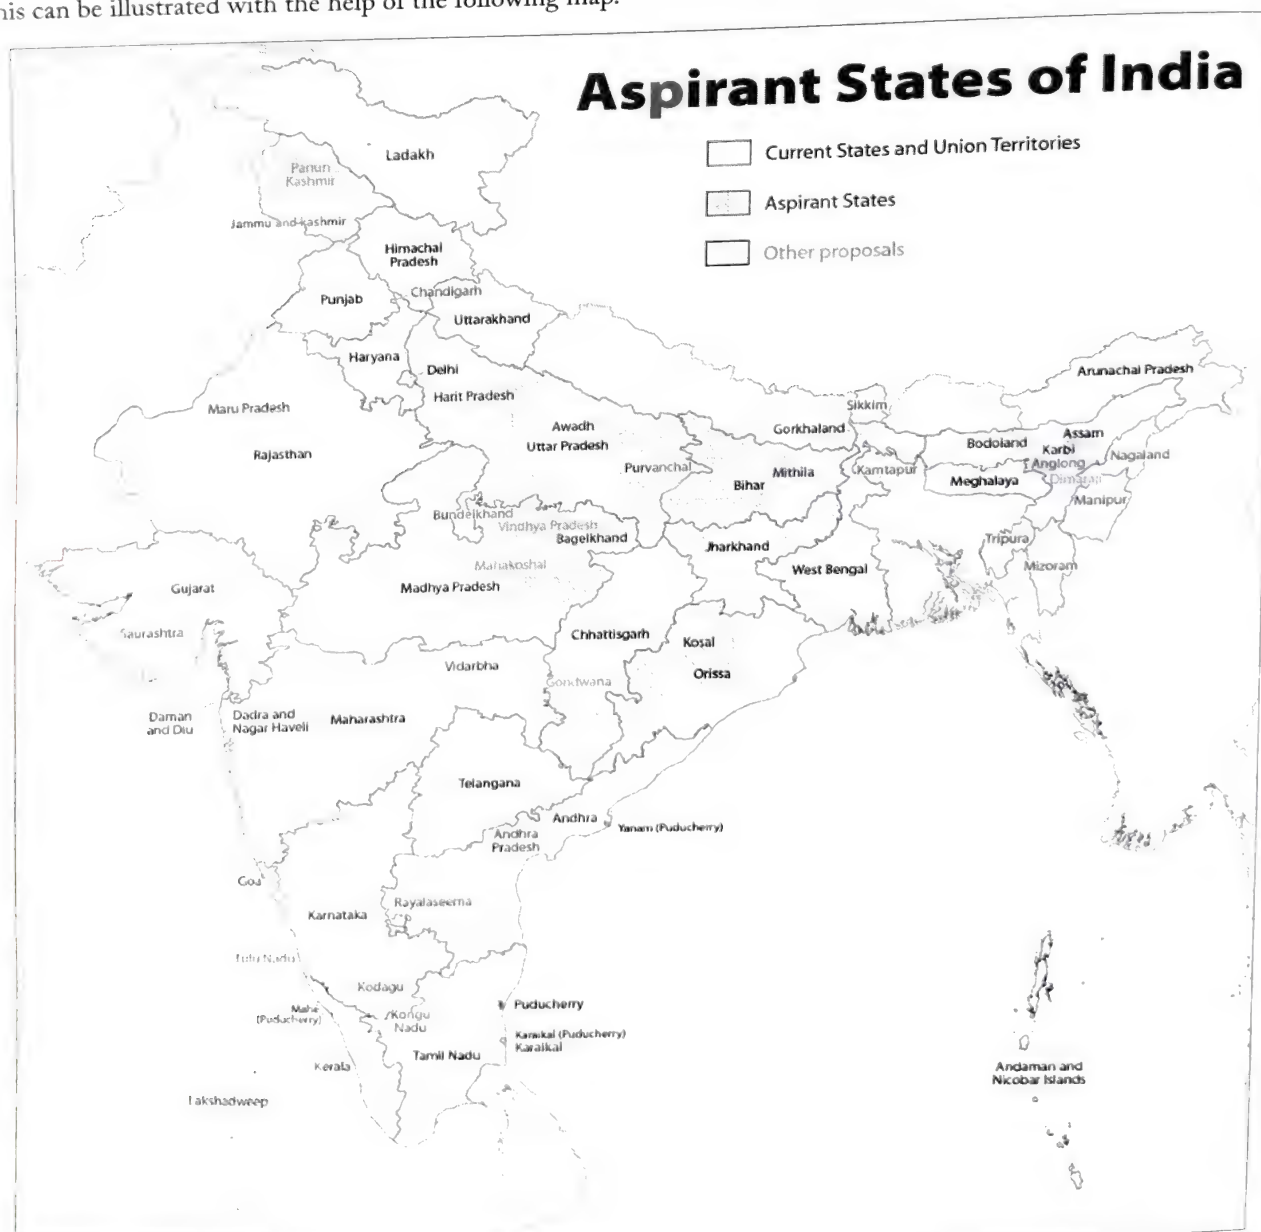 his can be illustrated with the help of the following map.
Aspirant States of India
Current States and Union Territories
Aspirant States
Other proposals
Ladakh
Panun
Kashmir
Jammu and kashmir
Himachal
Pradesh
Chandigarh
Punjab
Uttarakhand
Haryana
Delhi
Harit Pradesh
Maru Pradesh
Rajasthan
Awadh
Uttar Pradesh
Purvanchal
Sikkim
Gorkhaland
Arunachal Pradesh
Bodoland
Assam
Karbi
Anglong
Nagaland
Dimaraji
Kamtapur
Meghalaya
Manipur
Mithila
Bihar
Bundelkhand
Vindhya Pradesh
Bagelkhand
Jharkhand
Tripura
Mizoram
Mahakoshal
Madhya Pradesh
West Bengal
Gujarat
Saurashtra
Chhattisgarh
Kosal
Orissa
Vidarbha
Gondwana
Daman
and Diu
Dadra and
Nagar Haveli
Maharashtra
Telangana
Andhra
Yanam (Puducherry)
Andhra
Pradesh
Goa
Karnataka
Rayalaseema
Tulu Nadu
Kodagu
Mahe
(Puducherry)
Kongu
Nadu
Puducherry
Karaikal (Puducherry)
Karaikal
Tamil Nadu
Kerala
Lakshadweep
Andaman and
Nicobar Islands